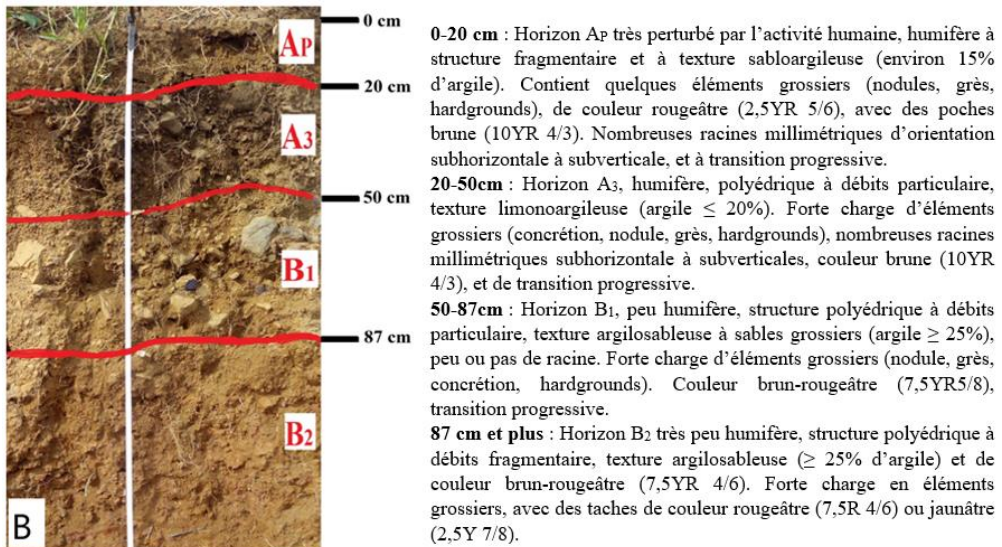 0 cm
AP
20 cm
A3
50 cm
B1
87 cm
B2
B
0-20 cm : Horizon AP très perturbé par l’activité humaine, humifère à
structure fragmentaire et à texture sabloargileuse (environ 15%
d’argile). Contient quelques éléments grossiers (nodules, grès,
hardgrounds), de couleur rougeâtre (2,5YR 5/6), avec des poches
brune (10YR 4/3). Nombreuses racines millimétriques d’orientation
subhorizontale à subverticale, et à transition progressive.
20-50cm : Horizon A3, humifère, polyédrique à débits particulaire,
texture limonoargileuse (argile ≤ 20%). Forte charge d’éléments
grossiers (concrétion, nodule, grès, hardgrounds), nombreuses racines
millimétriques subhorizontale à subverticales, couleur brune (10YR
4/3), et de transition progressive.
50-87cm : Horizon B1, peu humifère, structure polyédrique à débits
particulaire, texture argilosableuse à sables grossiers (argile ≥ 25%),
peu ou pas de racine. Forte charge d’éléments grossiers (nodule, grès,
concrétion, hardgrounds). Couleur brun-rougeâtre (7,5YR5/8),
transition progressive.
87 cm et plus : Horizon B2 très peu humifère, structure polyédrique à
débits fragmentaire, texture argilosableuse (≥ 25% d’argile) et de
couleur brun-rougeâtre (7,5YR 4/6). Forte charge en éléments
grossiers, avec des taches de couleur rougeâtre (7,5R 4/6) ou jaunâtre
(2,5Y 7/8).